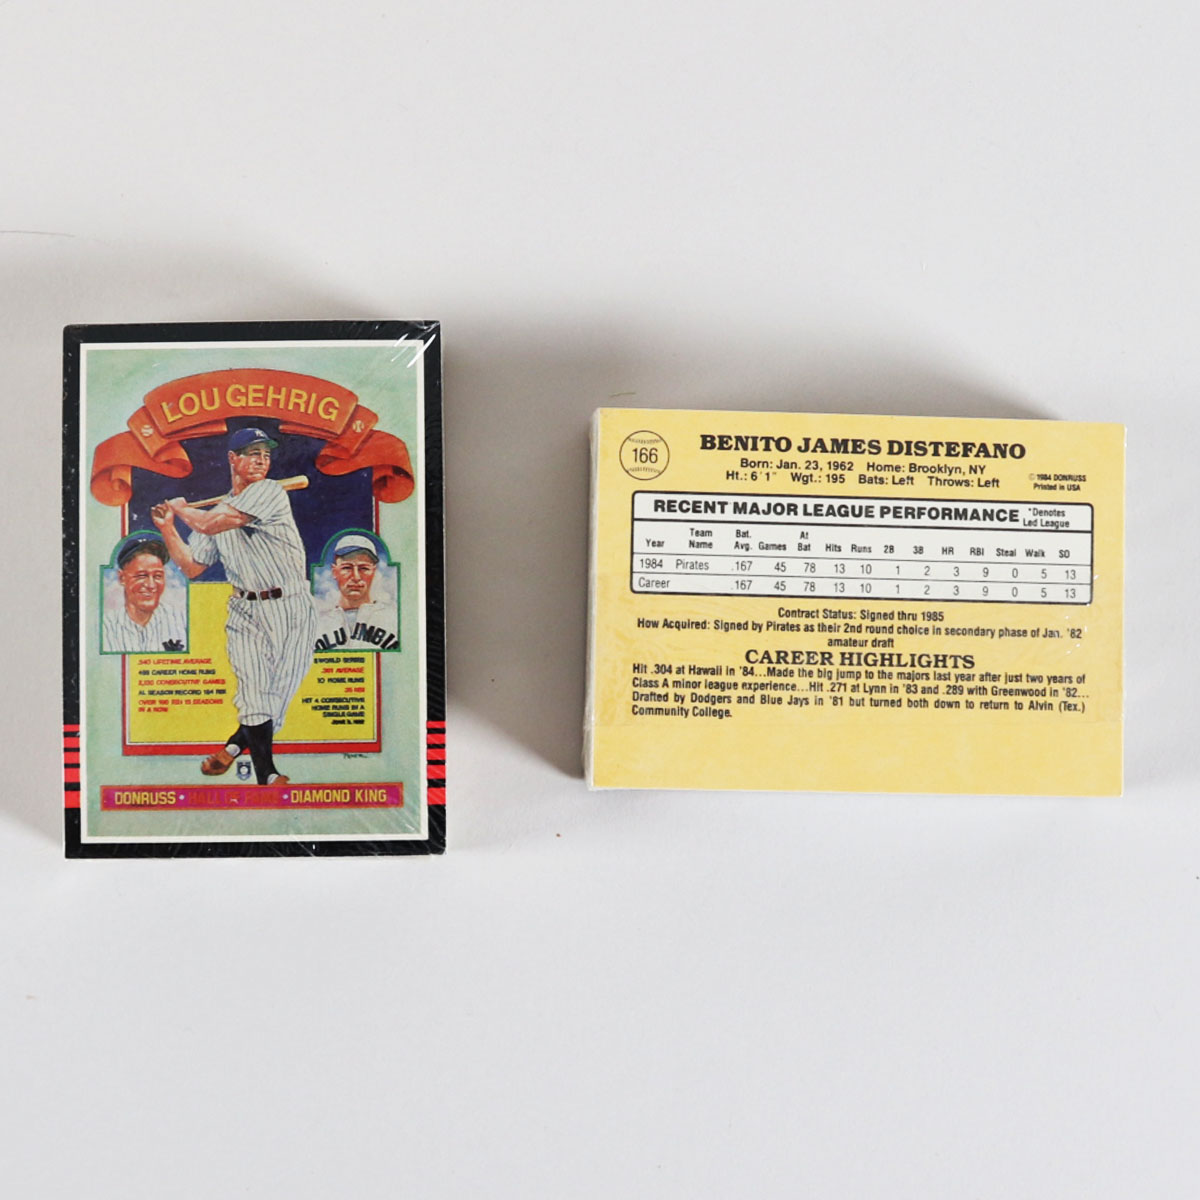 LOU GEHRIG
COLUMBIA
.340 LIFETIME AVERAGE
493 CAREER HOME RUNS
2,130 CONSECUTIVE GAMES
AL SEASON RECORD 184 RBI
OVER 100 RBI 13 SEASONS
IN A ROW
WORLD SERIES
.361 AVERAGE
10 HOME RUNS
35 RBI
HIT 4 CONSECUTIVE
HOME RUNS IN A
SINGLE GAME
JUNE 3, 1932
DONRUSS • HALL OF FAME • DIAMOND KING
166
BENITO JAMES DISTEFANO
Born: Jan. 23, 1962 Home: Brooklyn, NY
Ht.: 6'1" Wgt.: 195 Bats: Left Throws: Left
© 1984 DONRUSS
Printed in USA
RECENT MAJOR LEAGUE PERFORMANCE *Denotes Led League
Year Team Name Bat. Avg. Games At Bat Hits Runs 2B 3B HR RBI Steal Walk SO
1984 Pirates .167 45 78 13 10 1 2 3 9 0 5 13
Career .167 45 78 13 10 1 2 3 9 0 5 13
Contract Status: Signed thru 1985
How Acquired: Signed by Pirates as their 2nd round choice in secondary phase of Jan. '82
amateur draft
CAREER HIGHLIGHTS
Hit .304 at Hawaii in '84...Made the big jump to the majors last year after just two years of
Class A minor league experience...Hit .271 at Lynn in '83 and .289 with Greenwood in '82...
Drafted by Dodgers and Blue Jays in '81 but turned both down to return to Alvin (Tex.)
Community College.